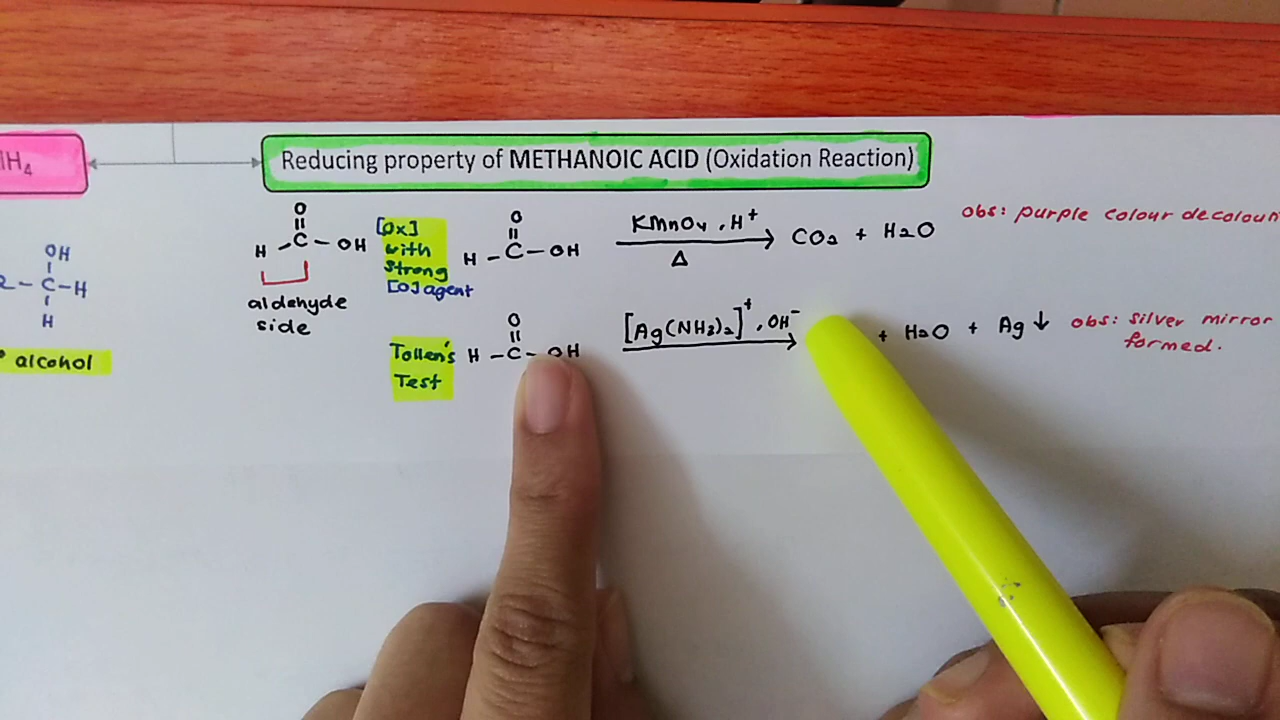 lH₄
Reducing property of METHANOIC ACID (Oxidation Reaction)
O
H – C – OH
aldehyde
side
[Ox]
with
strong
[O] agent
O
H – C – OH
KMnO₄ , H⁺
Δ
CO₂ + H₂O
obs: purple colour decolour
Tollen's
Test
O
H – C – OH
[Ag(NH₃)₂]⁺, OH⁻
+ H₂O + Ag ↓
obs: silver mirror
formed.
OH
– C – H
H
alcohol